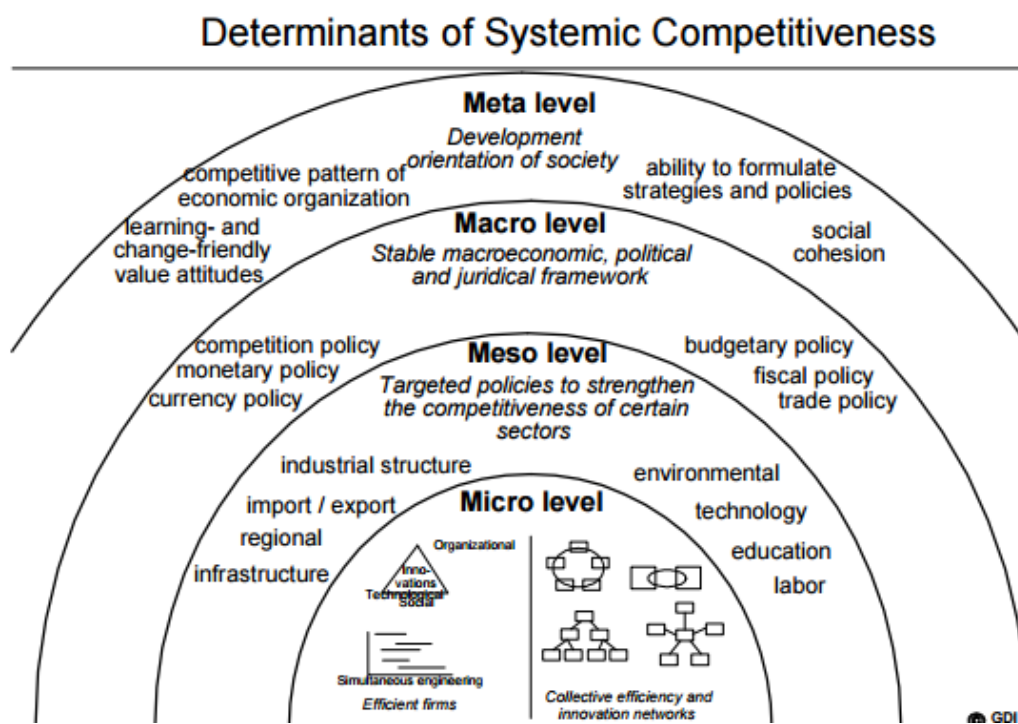 Determinants of Systemic Competitiveness
Meta level
Development
orientation of society
competitive pattern of
economic organization
learning- and
change-friendly
value attitudes
ability to formulate
strategies and policies
social
cohesion
Macro level
Stable macroeconomic, political
and juridical framework
competition policy
monetary policy
currency policy
budgetary policy
fiscal policy
trade policy
Meso level
Targeted policies to strengthen
the competitiveness of certain
sectors
industrial structure
import / export
regional
infrastructure
environmental
technology
education
labor
Micro level
Organizational
Inno-
vations
Technological
Social
Simultaneous engineering
Efficient firms
Collective efficiency and
innovation networks
© GDI